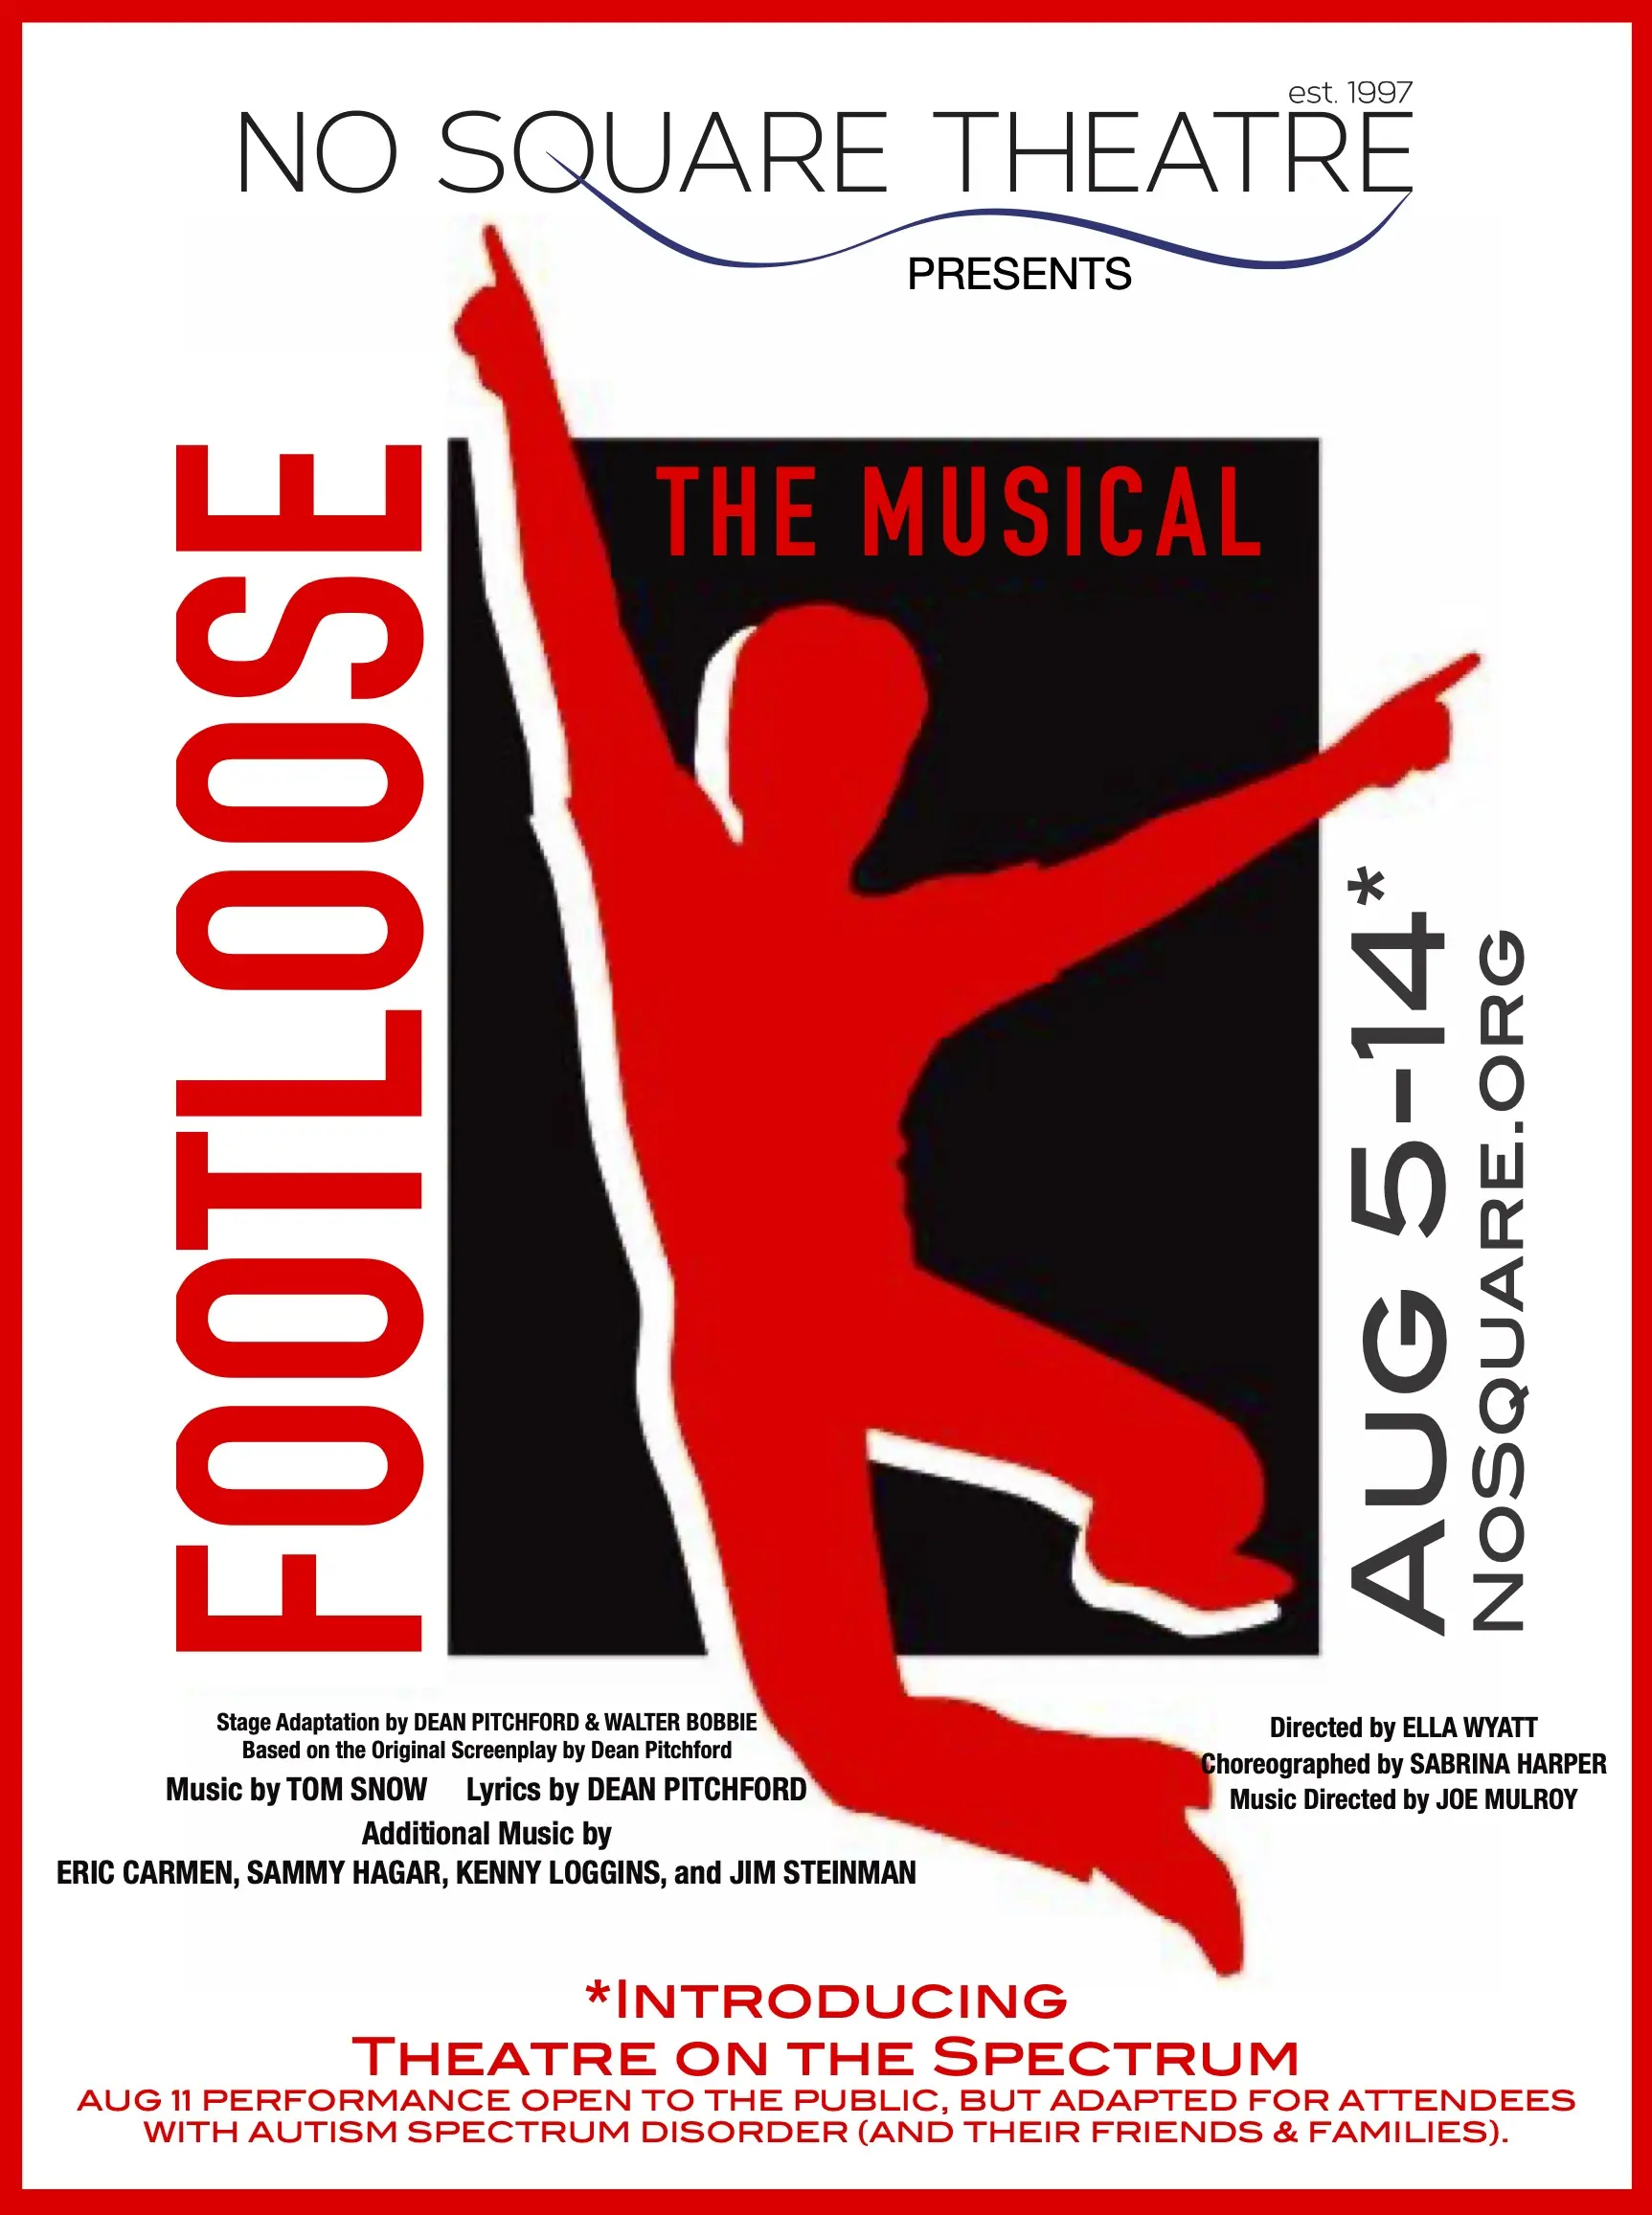 est. 1997
NO SQUARE THEATRE
PRESENTS
FOOTLOOSE
THE MUSICAL
AUG 5-14*
NOSQUARE.ORG
Stage Adaptation by DEAN PITCHFORD & WALTER BOBBIE
Based on the Original Screenplay by Dean Pitchford
Music by TOM SNOW Lyrics by DEAN PITCHFORD
Additional Music by
ERIC CARMEN, SAMMY HAGAR, KENNY LOGGINS, and JIM STEINMAN
Directed by ELLA WYATT
Choreographed by SABRINA HARPER
Music Directed by JOE MULROY
*INTRODUCING
THEATRE ON THE SPECTRUM
AUG 11 PERFORMANCE OPEN TO THE PUBLIC, BUT ADAPTED FOR ATTENDEES
WITH AUTISM SPECTRUM DISORDER (AND THEIR FRIENDS & FAMILIES).